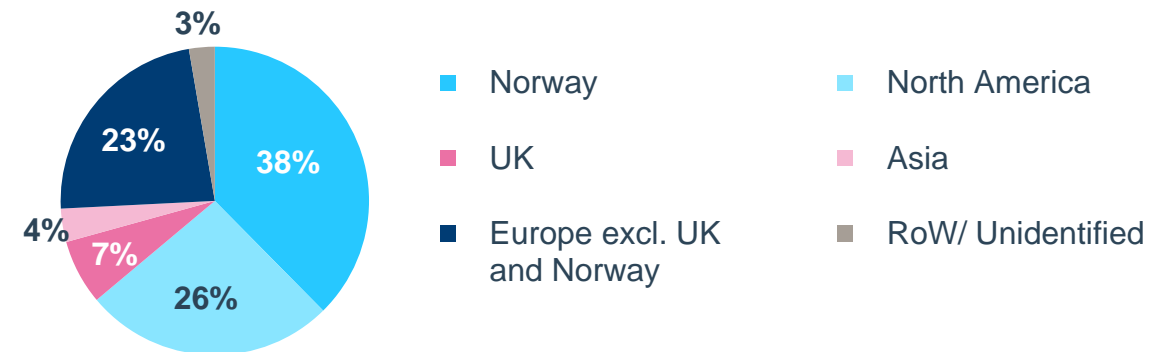 3%
23%
38%
4%
7%
26%
Norway
North America
UK
Asia
Europe excl. UK
and Norway
RoW/ Unidentified